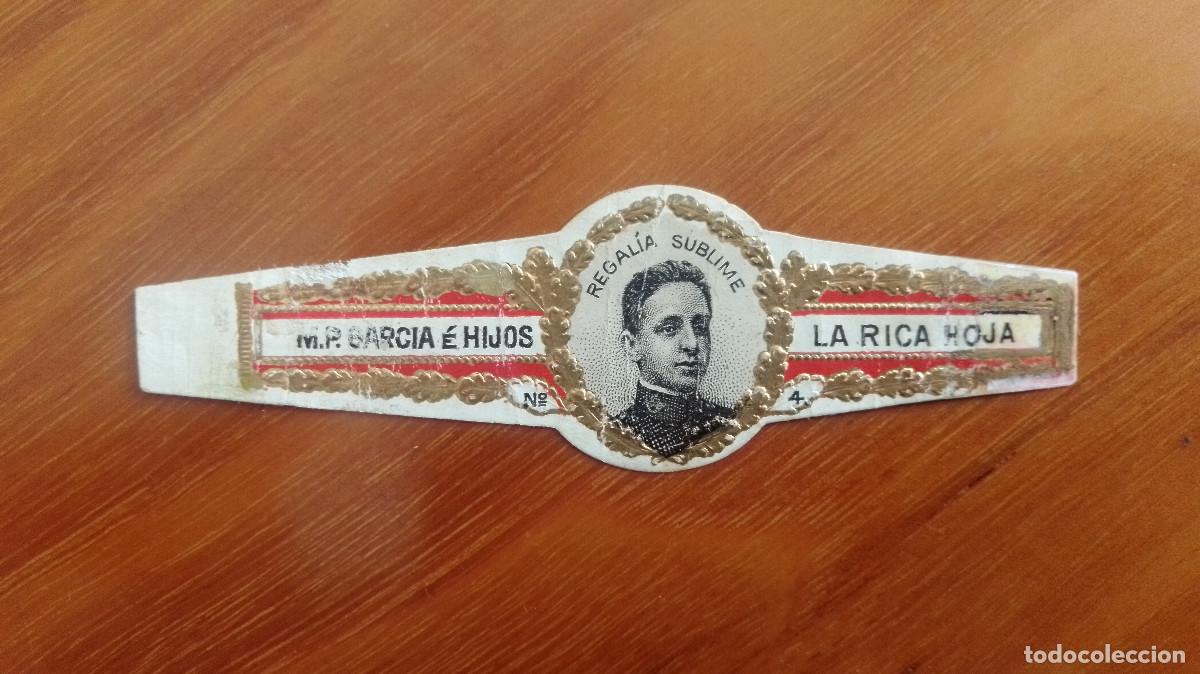 REGALÍA SUBLIME
M.P. GARCIA É HIJOS
LA RICA HOJA
Nº 4.
todocoleccion